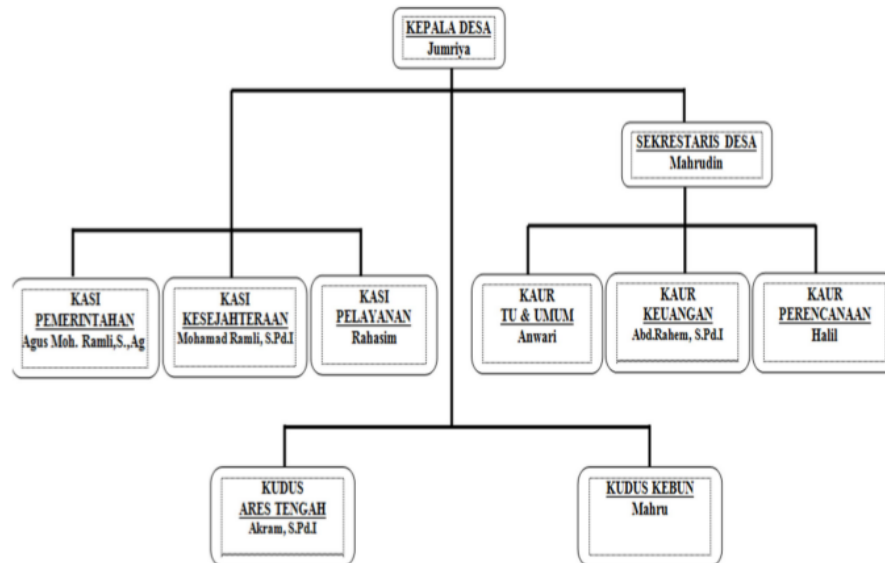 KEPALA DESA
Jumriya
SEKRESTARIS DESA
Mahrudin
KASI
PEMERINTAHAN
Agus Moh. Ramli,S.,Ag
KASI
KESEJAHTERAAN
Mohamad Ramli, S.Pd.I
KASI
PELAYANAN
Rahasim
KAUR
TU & UMUM
Anwari
KAUR
KEUANGAN
Abd.Rahem, S.Pd.I
KAUR
PERENCANAAN
Halil
KUDUS
ARES TENGAH
Akram, S.Pd.I
KUDUS KEBUN
Mahru